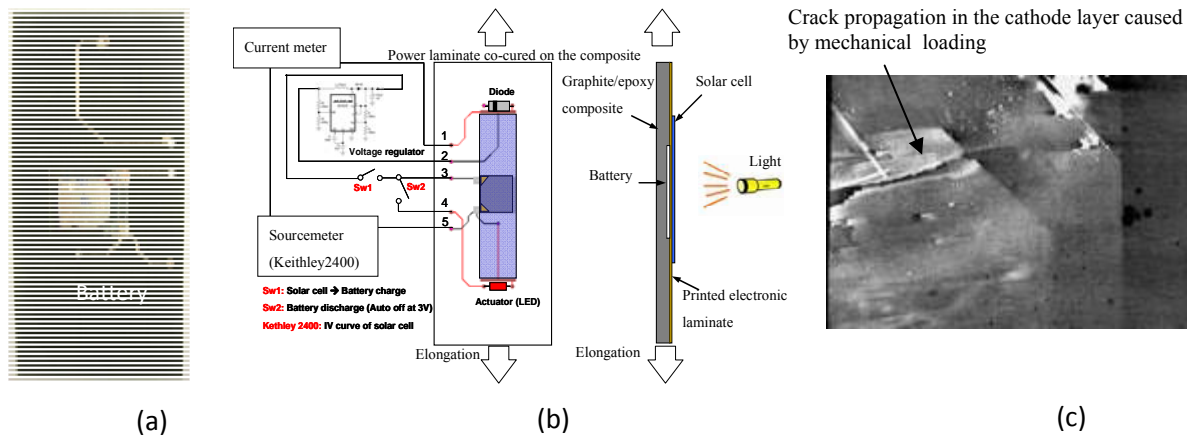 Battery
(a)
(b)
Current meter
Power laminate co-cured on the composite
Diode
1
Voltage regulator
2
3
Sw1
Sw2
4
5
Sourcemeter
(Keithley2400)
Sw1: Solar cell → Battery charge
Sw2: Battery discharge (Auto off at 3V)
Kethley 2400: IV curve of solar cell
Actuator (LED)
Elongation
Graphite/epoxy
composite
Solar cell
Battery
Light
Printed electronic
laminate
Elongation
Crack propagation in the cathode layer caused
by mechanical loading
(c)